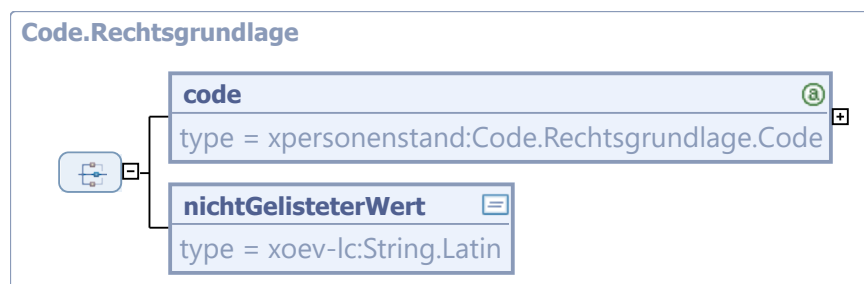 Code.Rechtsgrundlage
code
type = xpersonenstand:Code.Rechtsgrundlage.Code
nichtGelisteterWert
type = xoev-lc:String.Latin